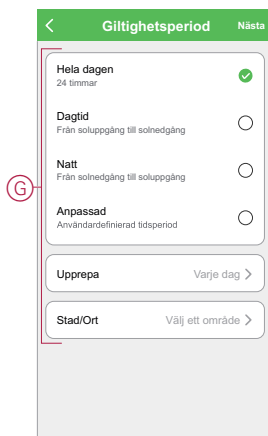 Giltighetsperiod
Nästa
Hela dagen
24 timmar
Dagtid
Från soluppgång till solnedgång
Natt
Från solnedgång till soluppgång
G
Anpassad
Användardefinierad tidsperiod
Upprepa
Varje dag
Stad/Ort
Välj ett område